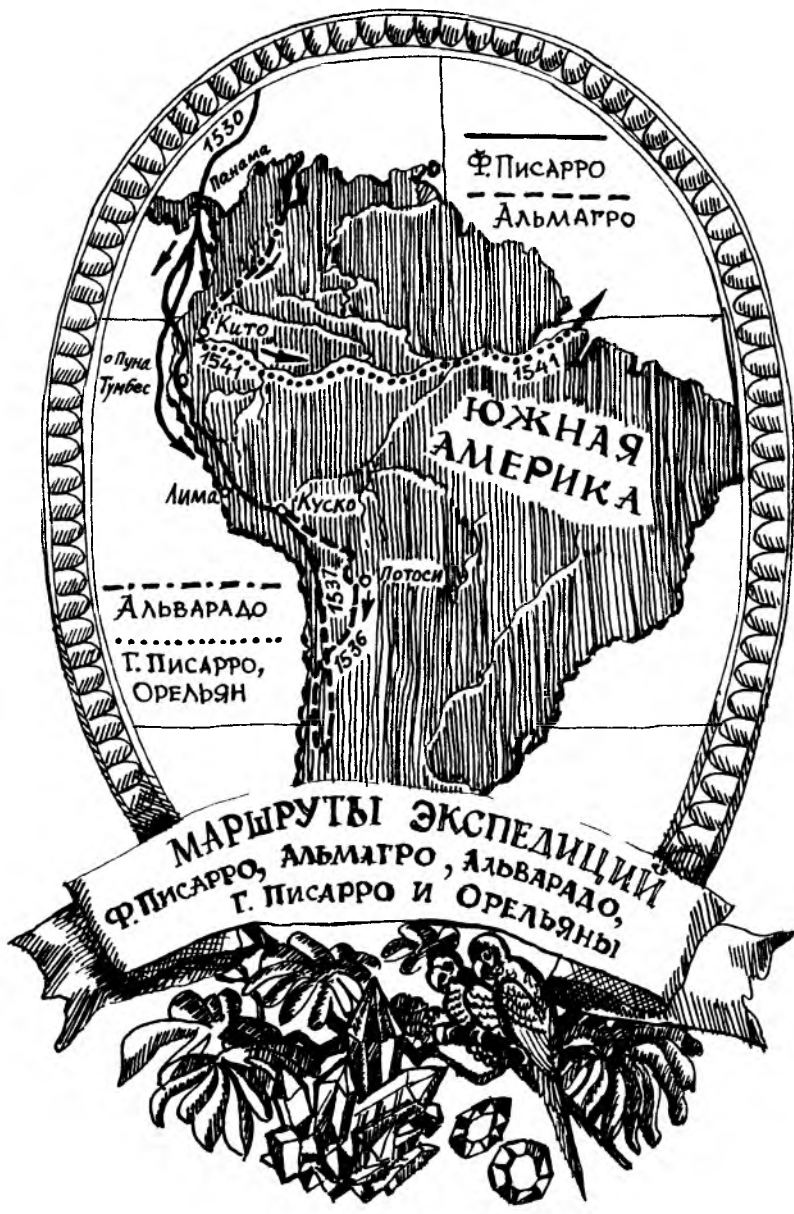 1530
Панама
Ф. ПИСАРРО
АЛЬМАГРО
Кито
1541
1541
Пуна
Тумбес
ЮЖНАЯ
АМЕРИКА
Лима
Куско
Потоси
1537
1536
АЛЬВАРАДО
Г. ПИСАРРО,
ОРЕЛЬЯН
МАРШРУТЫ ЭКСПЕДИЦИЙ
Ф. ПИСАРРО, АЛЬМАГРО, АЛЬВАРАДО,
Г. ПИСАРРО И ОРЕЛЬЯНЫ